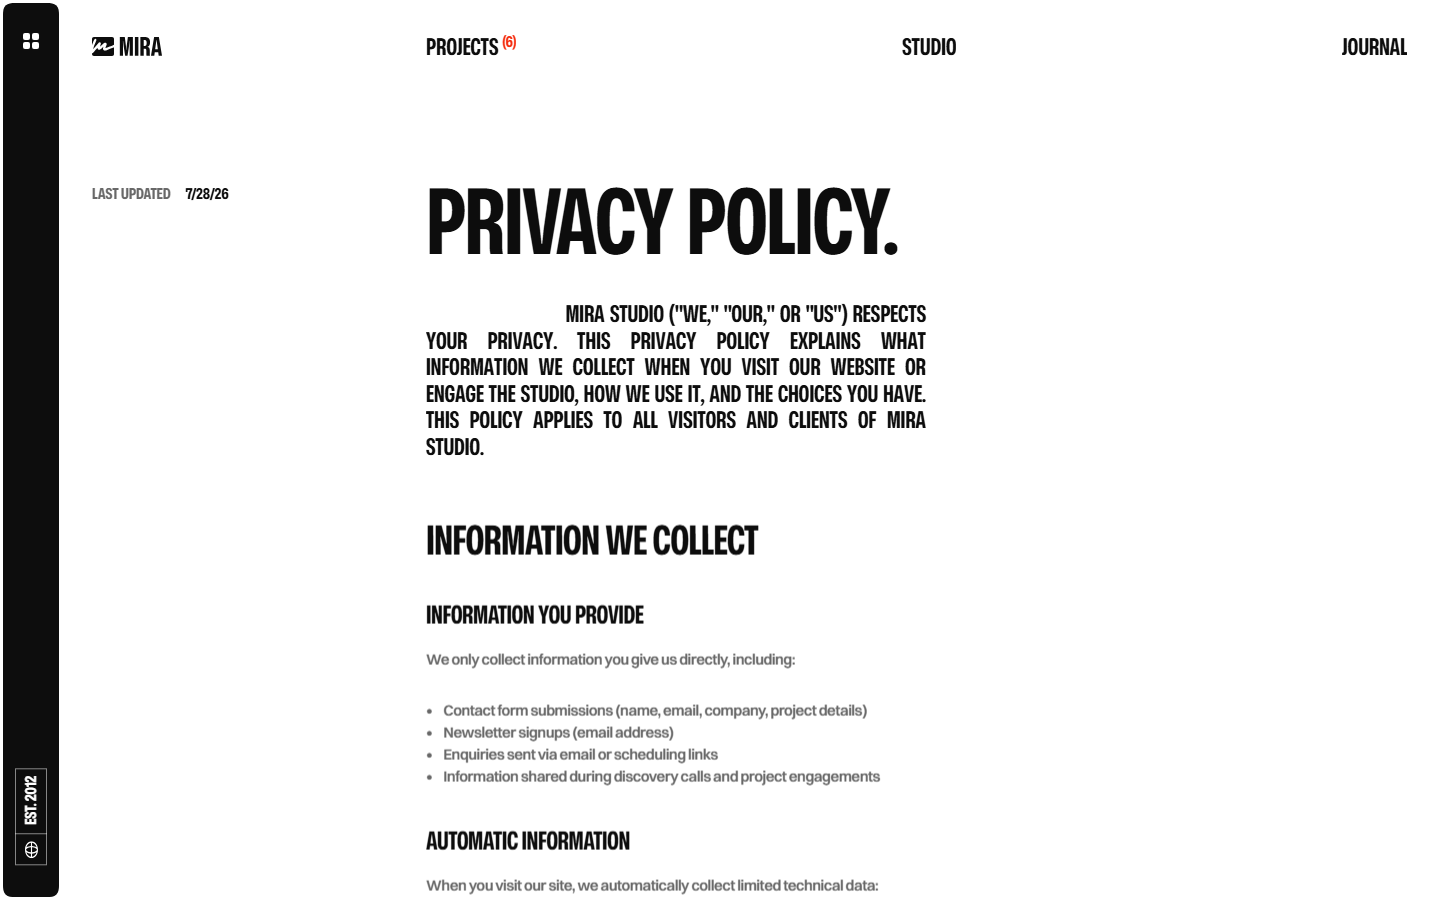 MIRA
PROJECTS (6)
STUDIO
JOURNAL
LAST UPDATED 7/28/26
PRIVACY POLICY.
MIRA STUDIO ("WE," "OUR," OR "US") RESPECTS
YOUR PRIVACY. THIS PRIVACY POLICY EXPLAINS WHAT
INFORMATION WE COLLECT WHEN YOU VISIT OUR WEBSITE OR
ENGAGE THE STUDIO, HOW WE USE IT, AND THE CHOICES YOU HAVE.
THIS POLICY APPLIES TO ALL VISITORS AND CLIENTS OF MIRA
STUDIO.
INFORMATION WE COLLECT
INFORMATION YOU PROVIDE
We only collect information you give us directly, including:
• Contact form submissions (name, email, company, project details)
• Newsletter signups (email address)
• Enquiries sent via email or scheduling links
• Information shared during discovery calls and project engagements
AUTOMATIC INFORMATION
When you visit our site, we automatically collect limited technical data:
EST. 2012